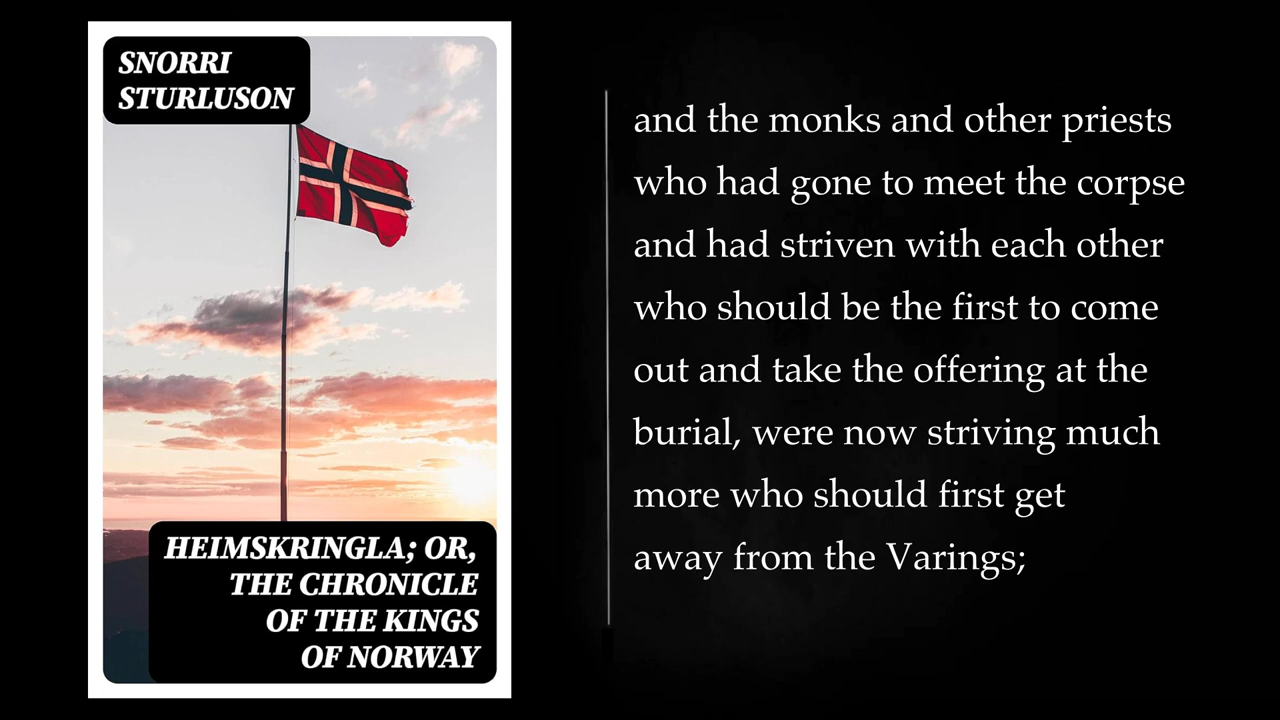 SNORRI
STURLUSON
HEIMSKRINGLA; OR,
THE CHRONICLE
OF THE KINGS
OF NORWAY
and the monks and other priests
who had gone to meet the corpse
and had striven with each other
who should be the first to come
out and take the offering at the
burial, were now striving much
more who should first get
away from the Varings;